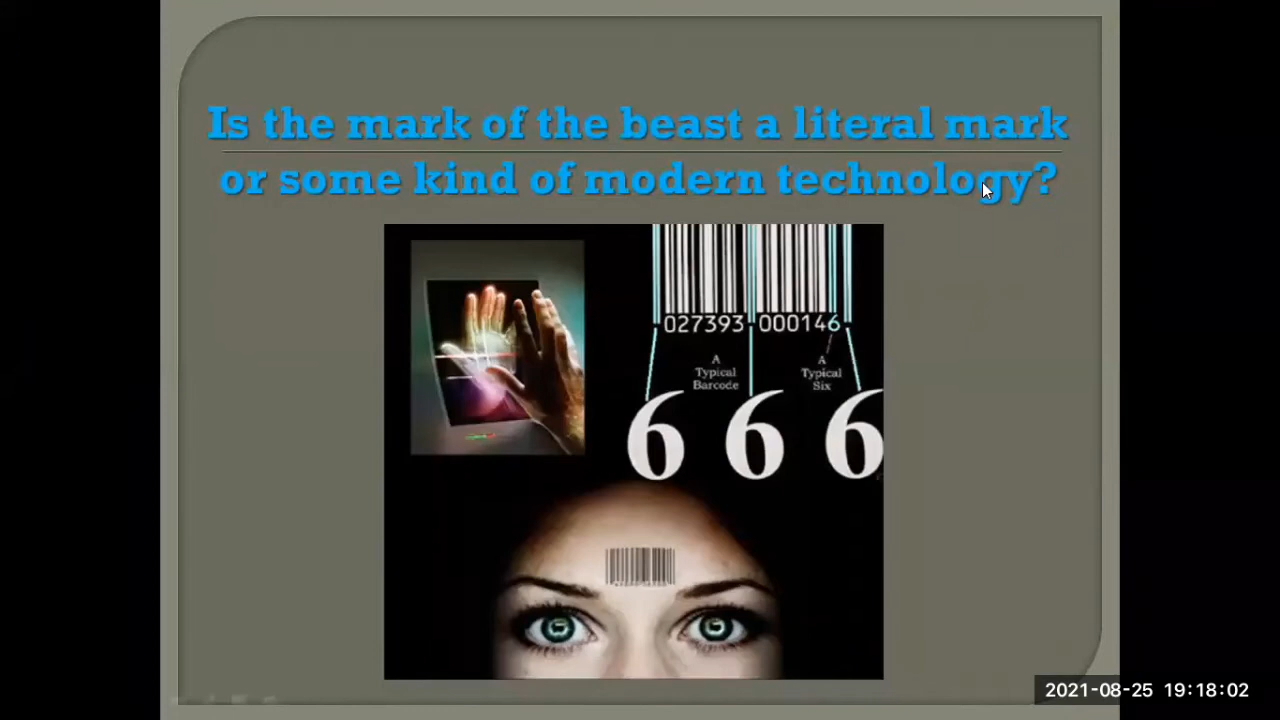 Is the mark of the beast a literal mark
or some kind of modern technology?
027393 000146
A
Typical
Barcode
A
Typical
Six
6 6 6
2021-08-25 19:18:02